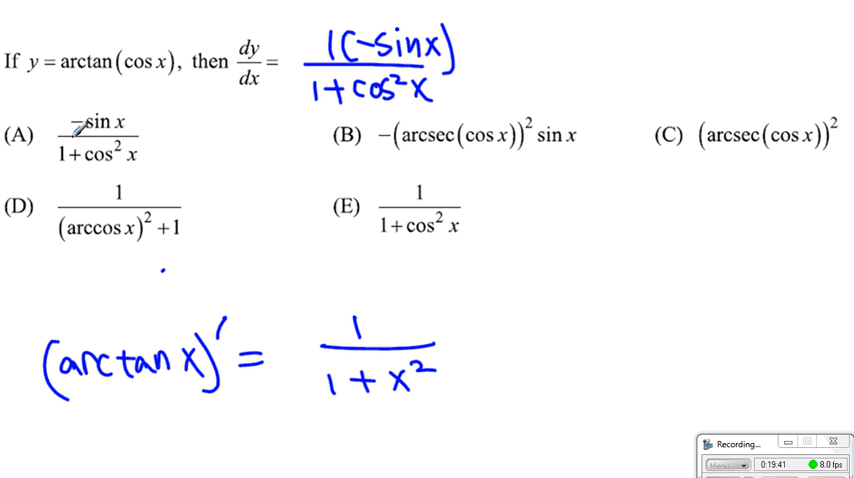 If y = arctan(cos x), then dy/dx = 1(-sinx)/1+cos²x
(A) -sin x/1+cos² x (B) -(arcsec(cos x))² sin x (C) (arcsec(cos x))²
(D) 1/(arccos x)² +1 (E) 1/1+cos² x
(arctan x)' = 1/1+x²
Recording...
Menu 0:19:41 8.0 fps